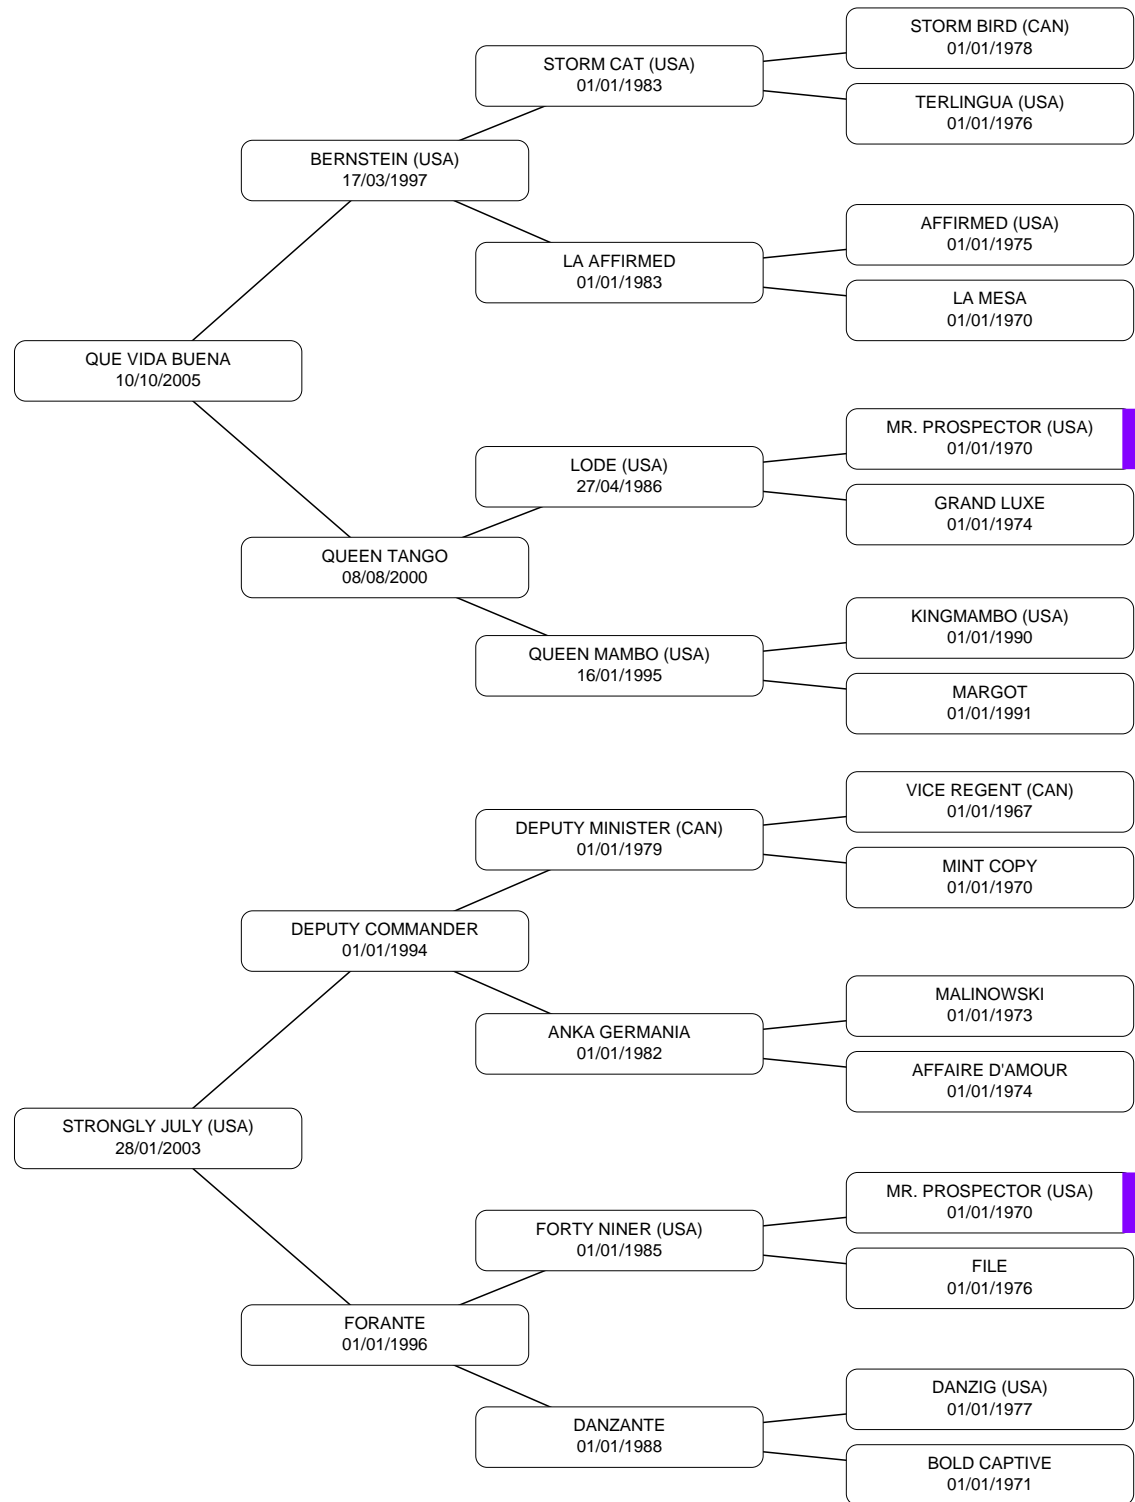 STORM BIRD (CAN)
01/01/1978
STORM CAT (USA)
01/01/1983
TERLINGUA (USA)
01/01/1976
BERNSTEIN (USA)
17/03/1997
AFFIRMED (USA)
01/01/1975
LA AFFIRMED
01/01/1983
LA MESA
01/01/1970
QUE VIDA BUENA
10/10/2005
MR. PROSPECTOR (USA)
01/01/1970
LODE (USA)
27/04/1986
GRAND LUXE
01/01/1974
QUEEN TANGO
08/08/2000
KINGMAMBO (USA)
01/01/1990
QUEEN MAMBO (USA)
16/01/1995
MARGOT
01/01/1991
VICE REGENT (CAN)
01/01/1967
DEPUTY MINISTER (CAN)
01/01/1979
MINT COPY
01/01/1970
DEPUTY COMMANDER
01/01/1994
MALINOWSKI
01/01/1973
ANKA GERMANIA
01/01/1982
AFFAIRE D'AMOUR
01/01/1974
STRONGLY JULY (USA)
28/01/2003
MR. PROSPECTOR (USA)
01/01/1970
FORTY NINER (USA)
01/01/1985
FILE
01/01/1976
FORANTE
01/01/1996
DANZIG (USA)
01/01/1977
DANZANTE
01/01/1988
BOLD CAPTIVE
01/01/1971